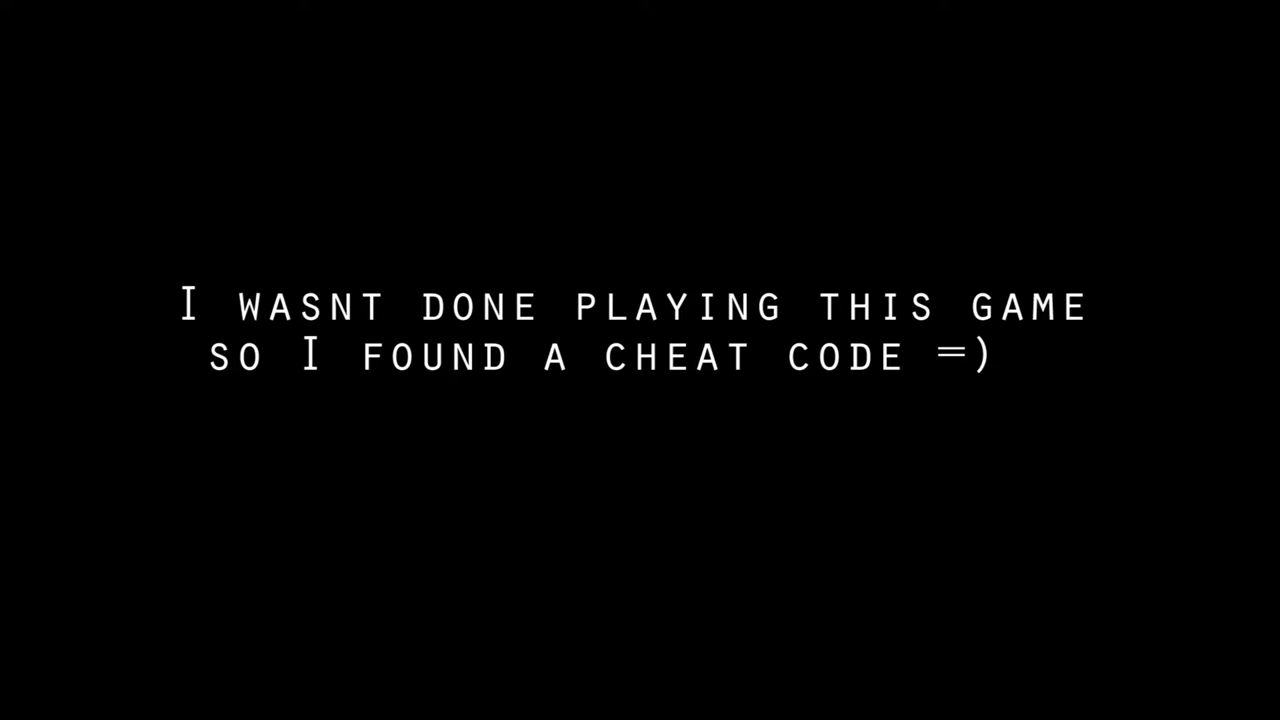 I WASNT DONE PLAYING THIS GAME
SO I FOUND A CHEAT CODE =)